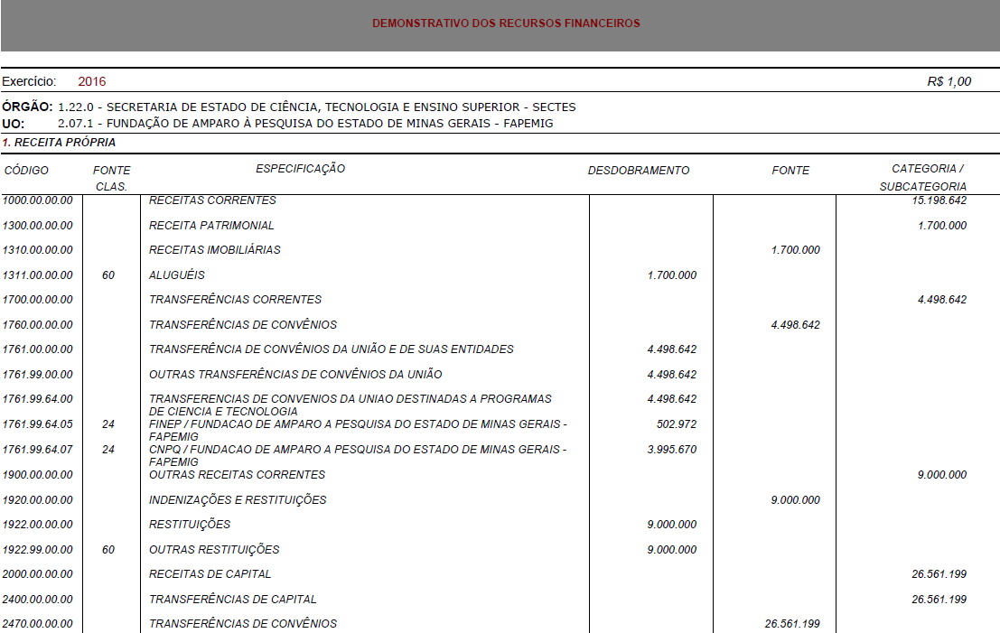 DEMONSTRATIVO DOS RECURSOS FINANCEIROS
Exercício: 2016 R$ 1,00
ÓRGÃO: 1.22.0 - SECRETARIA DE ESTADO DE CIÊNCIA, TECNOLOGIA E ENSINO SUPERIOR - SECTES
UO: 2.07.1 - FUNDAÇÃO DE AMPARO À PESQUISA DO ESTADO DE MINAS GERAIS - FAPEMIG
1. RECEITA PRÓPRIA
CÓDIGO FONTE ESPECIFICAÇÃO DESDOBRAMENTO FONTE CATEGORIA /
CLAS. SUBCATEGORIA
1000.00.00.00 RECEITAS CORRENTES 15.198.642
1300.00.00.00 RECEITA PATRIMONIAL 1.700.000
1310.00.00.00 RECEITAS IMOBILIÁRIAS 1.700.000
1311.00.00.00 60 ALUGUÉIS 1.700.000
1700.00.00.00 TRANSFERÊNCIAS CORRENTES 4.498.642
1760.00.00.00 TRANSFERÊNCIAS DE CONVÊNIOS 4.498.642
1761.00.00.00 TRANSFERÊNCIA DE CONVÊNIOS DA UNIÃO E DE SUAS ENTIDADES 4.498.642
1761.99.00.00 OUTRAS TRANSFERÊNCIAS DE CONVÊNIOS DA UNIÃO 4.498.642
1761.99.64.00 TRANSFERENCIAS DE CONVENIOS DA UNIAO DESTINADAS A PROGRAMAS 4.498.642
DE CIENCIA E TECNOLOGIA
1761.99.64.05 24 FINEP / FUNDACAO DE AMPARO A PESQUISA DO ESTADO DE MINAS GERAIS - 502.972
FAPEMIG
1761.99.64.07 24 CNPQ / FUNDACAO DE AMPARO A PESQUISA DO ESTADO DE MINAS GERAIS - 3.995.670
FAPEMIG
1900.00.00.00 OUTRAS RECEITAS CORRENTES 9.000.000
1920.00.00.00 INDENIZAÇÕES E RESTITUIÇÕES 9.000.000
1922.00.00.00 RESTITUIÇÕES 9.000.000
1922.99.00.00 60 OUTRAS RESTITUIÇÕES 9.000.000
2000.00.00.00 RECEITAS DE CAPITAL 26.561.199
2400.00.00.00 TRANSFERÊNCIAS DE CAPITAL 26.561.199
2470.00.00.00 TRANSFERÊNCIAS DE CONVÊNIOS 26.561.199